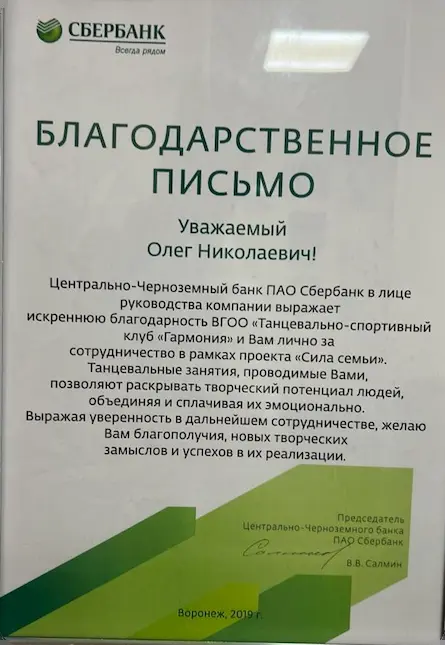 СБЕРБАНК
Всегда рядом
БЛАГОДАРСТВЕННОЕ
ПИСЬМО
Уважаемый
Олег Николаевич!
Центрально-Черноземный банк ПАО Сбербанк в лице
руководства компании выражает
искреннюю благодарность ВГОО «Танцевально-спортивный
клуб «Гармония» и Вам лично за
сотрудничество в рамках проекта «Сила семьи».
Танцевальные занятия, проводимые Вами,
позволяют раскрывать творческий потенциал людей,
объединяя и сплачивая их эмоционально.
Выражая уверенность в дальнейшем сотрудничестве, желаю
Вам благополучия, новых творческих
замыслов и успехов в их реализации.
Председатель
Центрально-Черноземного банка
ПАО Сбербанк
В.В. Салмин
Воронеж, 2019 г.